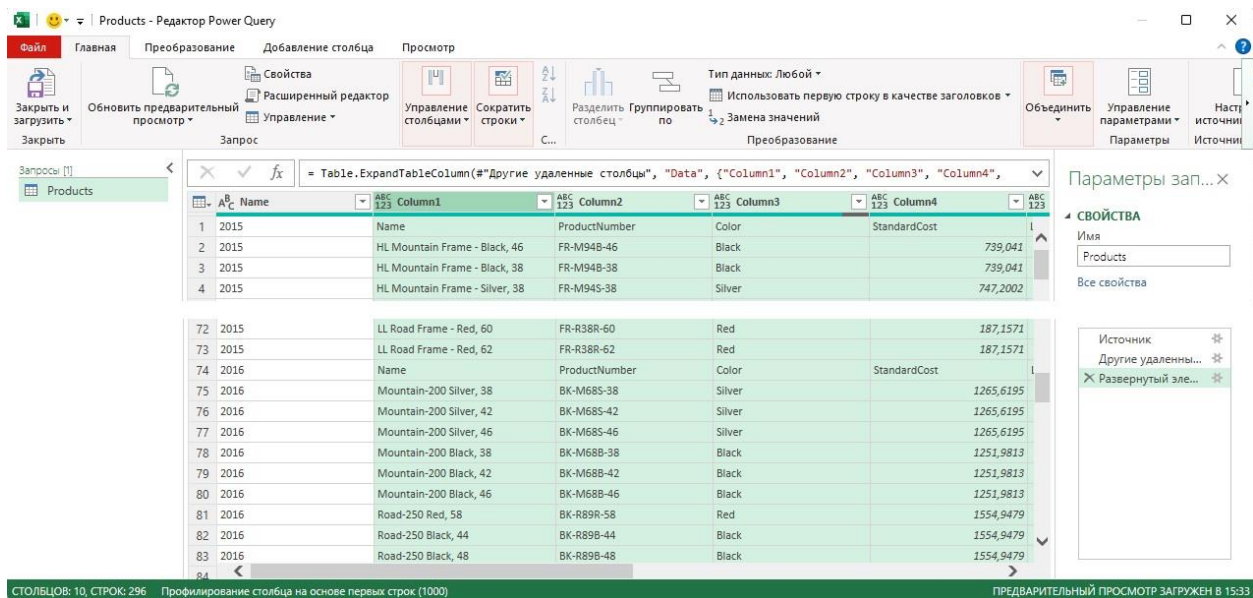 Products - Редактор Power Query
Файл Главная Преобразование Добавление столбца Просмотр
Закрыть и загрузить
Закрыть
Обновить предварительный просмотр
Свойства
Расширенный редактор
Управление
Запрос
Управление столбцами
Сократить строки
С...
Разделить столбец
Группировать по
Тип данных: Любой
Использовать первую строку в качестве заголовков
Замена значений
Преобразование
Объединить
Управление параметрами
Параметры
Настр
источник
Источник
Запросы [1]
Products
= Table.ExpandTableColumn(#"Другие удаленные столбцы", "Data", {"Column1", "Column2", "Column3", "Column4",
Name Column1 Column2 Column3 Column4
1 2015 Name ProductNumber Color StandardCost
2 2015 HL Mountain Frame - Black, 46 FR-M94B-46 Black 739,041
3 2015 HL Mountain Frame - Black, 38 FR-M94B-38 Black 739,041
4 2015 HL Mountain Frame - Silver, 38 FR-M94S-38 Silver 747,2002
72 2015 LL Road Frame - Red, 60 FR-R38R-60 Red 187,1571
73 2015 LL Road Frame - Red, 62 FR-R38R-62 Red 187,1571
74 2016 Name ProductNumber Color StandardCost
75 2016 Mountain-200 Silver, 38 BK-M68S-38 Silver 1265,6195
76 2016 Mountain-200 Silver, 42 BK-M68S-42 Silver 1265,6195
77 2016 Mountain-200 Silver, 46 BK-M68S-46 Silver 1265,6195
78 2016 Mountain-200 Black, 38 BK-M68B-38 Black 1251,9813
79 2016 Mountain-200 Black, 42 BK-M68B-42 Black 1251,9813
80 2016 Mountain-200 Black, 46 BK-M68B-46 Black 1251,9813
81 2016 Road-250 Red, 58 BK-R89R-58 Red 1554,9479
82 2016 Road-250 Black, 44 BK-R89B-44 Black 1554,9479
83 2016 Road-250 Black, 48 BK-R89B-48 Black 1554,9479
84
Параметры зап...
СВОЙСТВА
Имя
Products
Все свойства
Источник
Другие удаленны...
Развернутый эле...
СТОЛБЦОВ: 10, СТРОК: 296 Профилирование столбца на основе первых строк (1000)
ПРЕДВАРИТЕЛЬНЫЙ ПРОСМОТР ЗАГРУЖЕН В 15:33